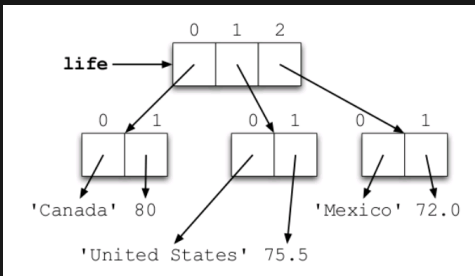 0 1 2
life
0 1 0 1 0 1
'Canada' 80 'Mexico' 72.0
'United States' 75.5